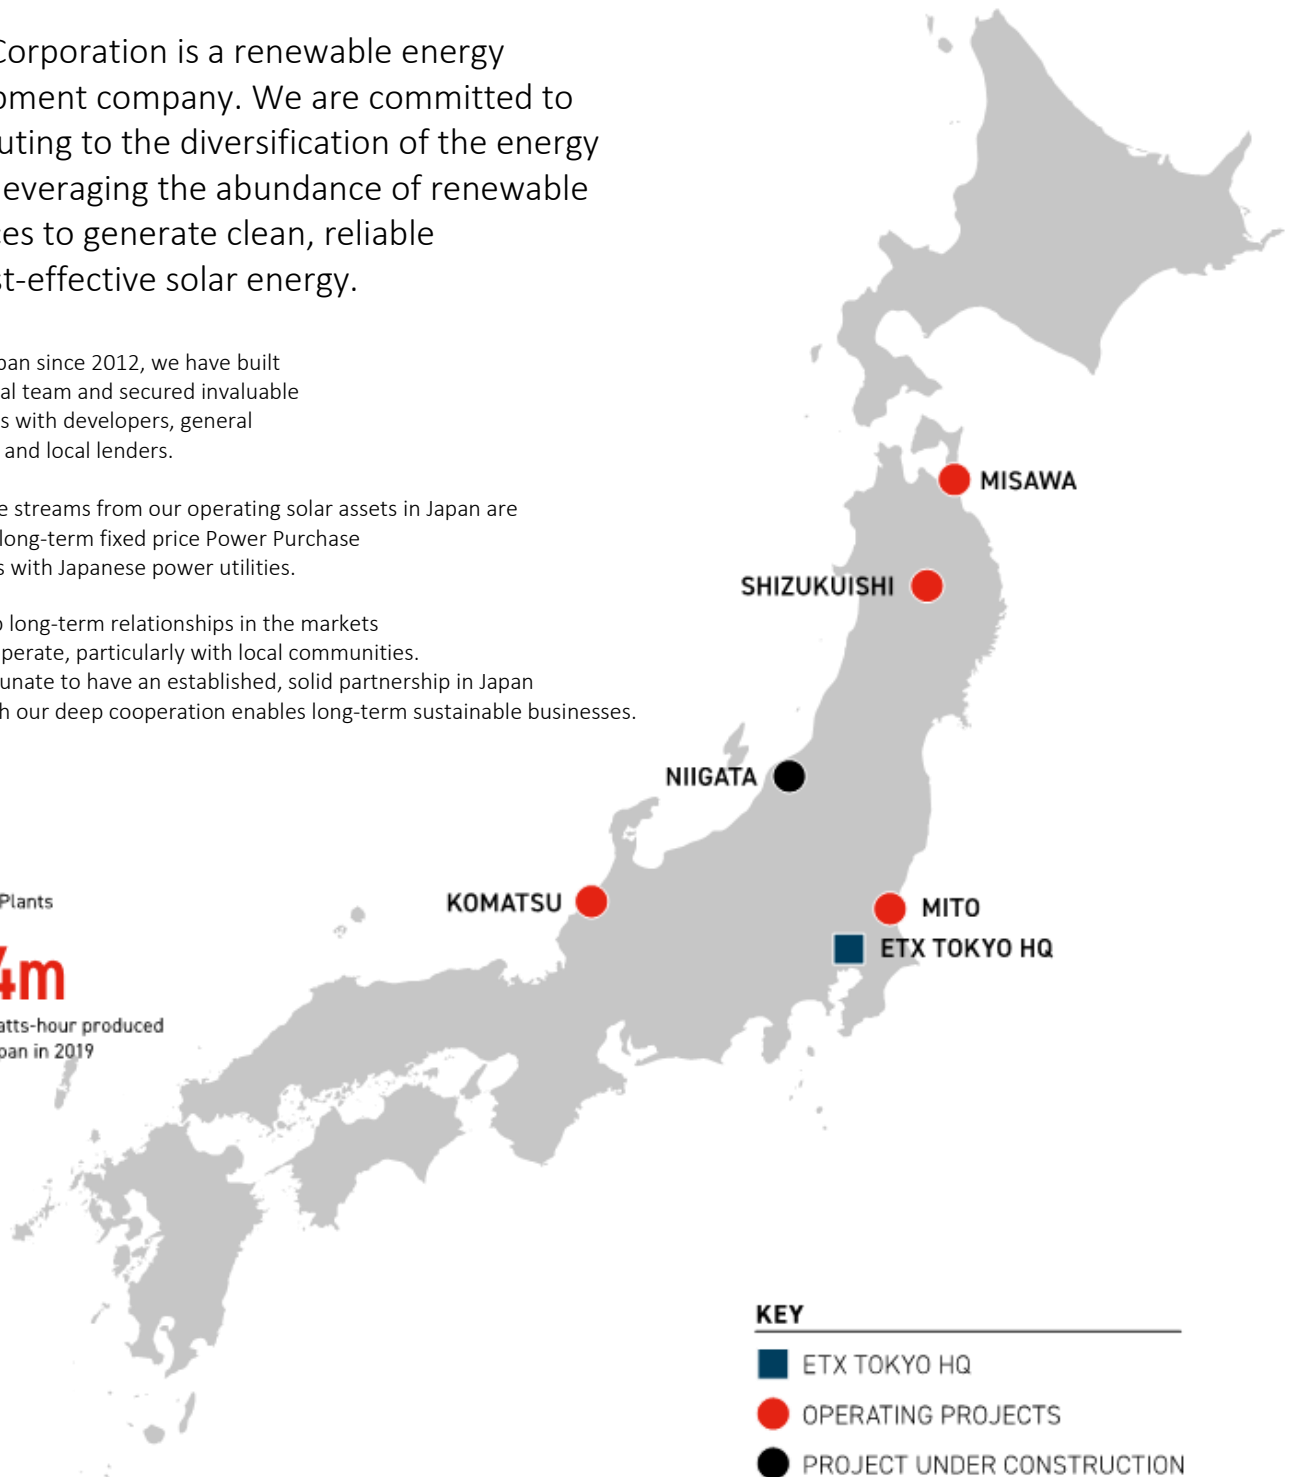 Corporation is a renewable energy
pment company. We are committed to
uting to the diversification of the energy
everaging the abundance of renewable
ces to generate clean, reliable
st-effective solar energy.
pan since 2012, we have built
al team and secured invaluable
s with developers, general
and local lenders.
e streams from our operating solar assets in Japan are
long-term fixed price Power Purchase
s with Japanese power utilities.
o long-term relationships in the markets
perate, particularly with local communities.
unate to have an established, solid partnership in Japan
h our deep cooperation enables long-term sustainable businesses.
MISAWA
SHIZUKUISHI
NIIGATA
KOMATSU
MITO
ETX TOKYO HQ
Plants
4m
atts-hour produced
pan in 2019
KEY
ETX TOKYO HQ
OPERATING PROJECTS
PROJECT UNDER CONSTRUCTION